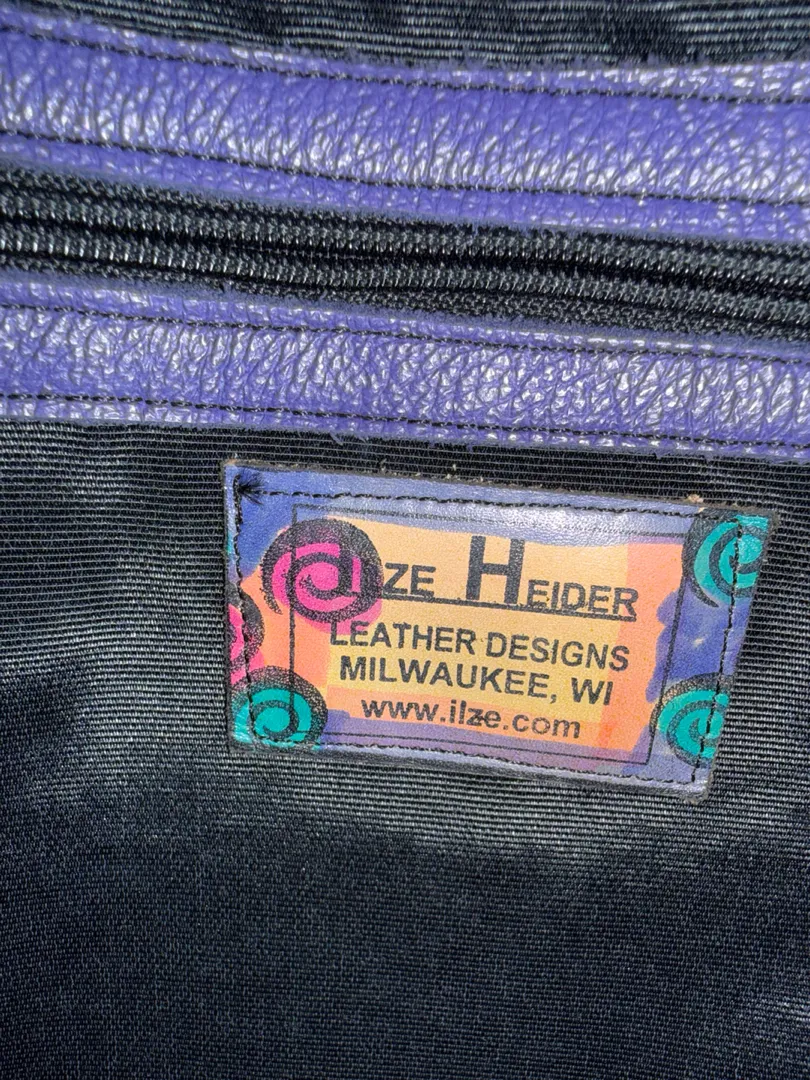 ILZE HEIDER
LEATHER DESIGNS
MILWAUKEE, WI
www.ilze.com